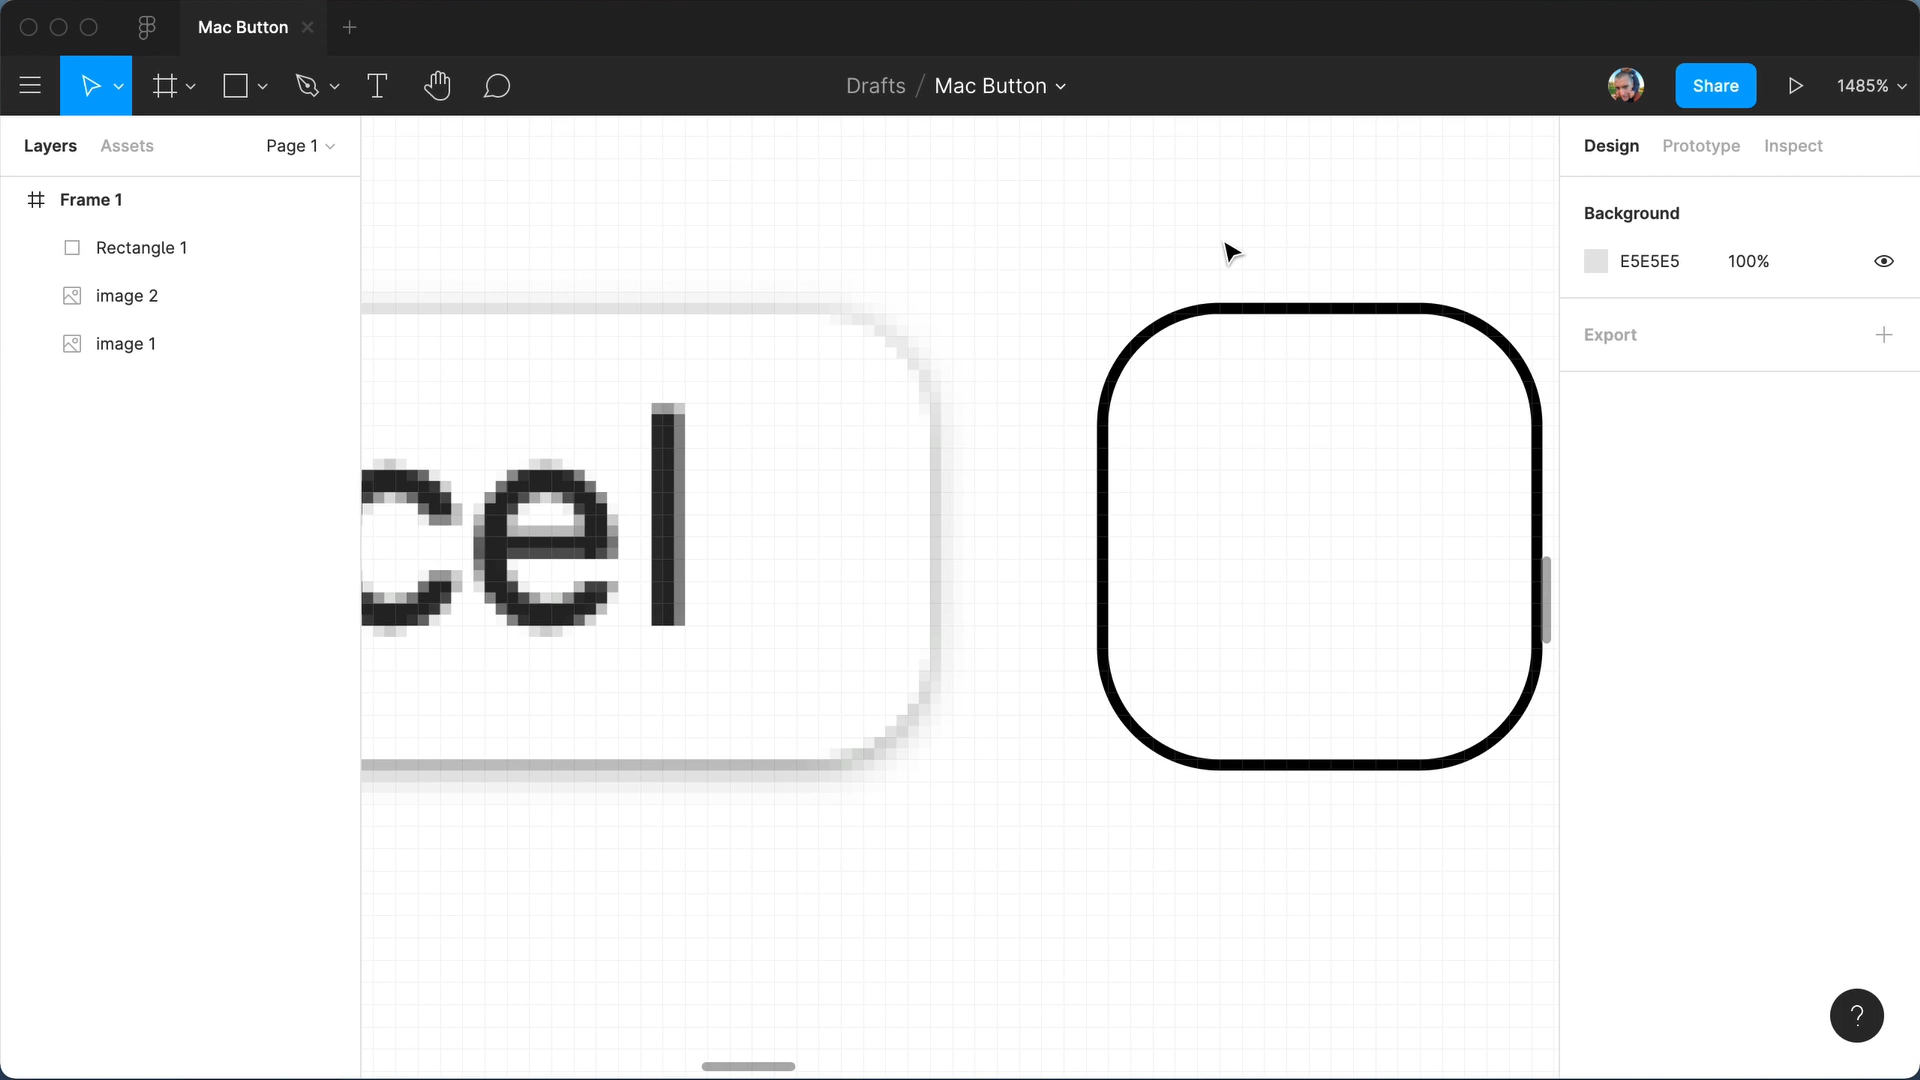 Mac Button
Drafts / Mac Button
Share
1485%
Layers
Assets
Page 1
Design
Prototype
Inspect
Frame 1
Rectangle 1
image 2
image 1
Background
E5E5E5
100%
Export
cel
?